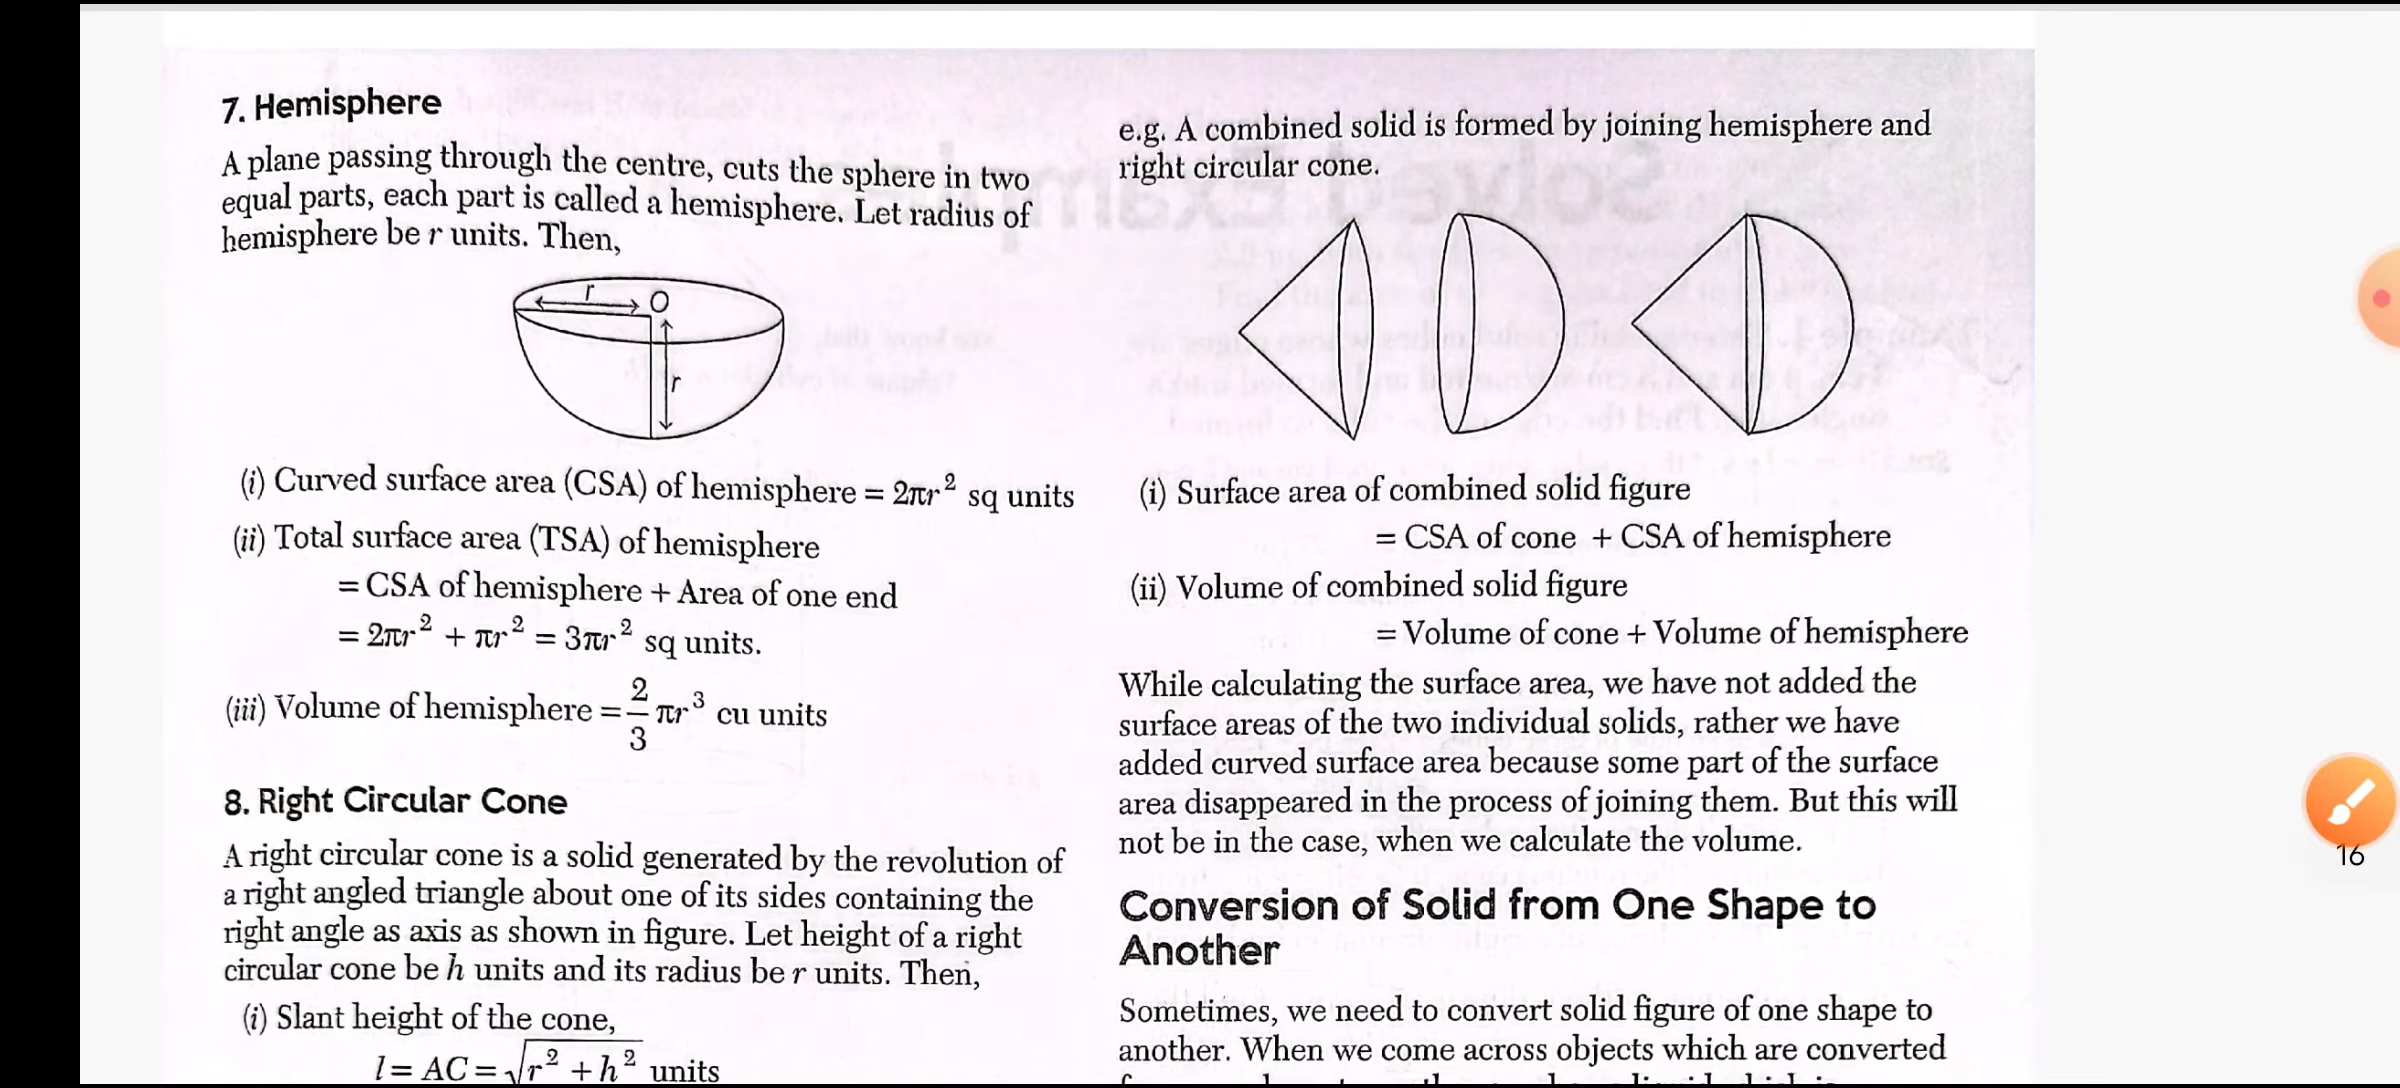 7. Hemisphere
A plane passing through the centre, cuts the sphere in two
equal parts, each part is called a hemisphere. Let radius of
hemisphere be r units. Then,
r
O
r
(i) Curved surface area (CSA) of hemisphere = 2πr² sq units
(ii) Total surface area (TSA) of hemisphere
= CSA of hemisphere + Area of one end
= 2πr² + πr² = 3πr² sq units.
(iii) Volume of hemisphere = 2/3 πr³ cu units
8. Right Circular Cone
A right circular cone is a solid generated by the revolution of
a right angled triangle about one of its sides containing the
right angle as axis as shown in figure. Let height of a right
circular cone be h units and its radius be r units. Then,
(i) Slant height of the cone,
l = AC = √(r² + h²) units
e.g. A combined solid is formed by joining hemisphere and
right circular cone.
(i) Surface area of combined solid figure
= CSA of cone + CSA of hemisphere
(ii) Volume of combined solid figure
= Volume of cone + Volume of hemisphere
While calculating the surface area, we have not added the
surface areas of the two individual solids, rather we have
added curved surface area because some part of the surface
area disappeared in the process of joining them. But this will
not be in the case, when we calculate the volume.
Conversion of Solid from One Shape to
Another
Sometimes, we need to convert solid figure of one shape to
another. When we come across objects which are converted
16